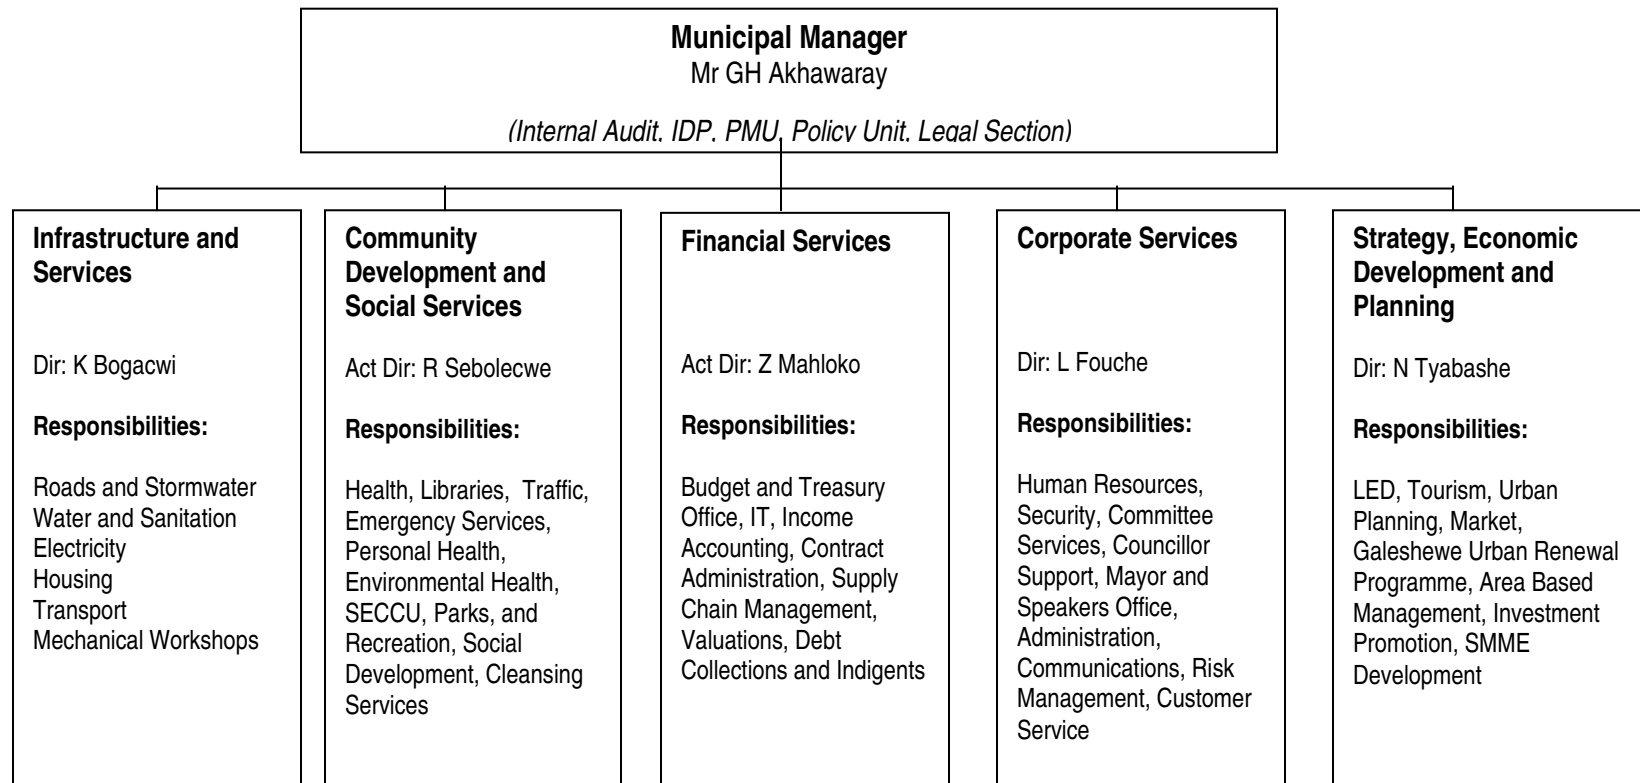 Municipal Manager
Mr GH Akhawaray
(Internal Audit, IDP, PMU, Policy Unit, Legal Section)
Infrastructure and
Services
Dir: K Bogacwi
Responsibilities:
Roads and Stormwater
Water and Sanitation
Electricity
Housing
Transport
Mechanical Workshops
Community
Development and
Social Services
Act Dir: R Sebolecwe
Responsibilities:
Health, Libraries, Traffic,
Emergency Services,
Personal Health,
Environmental Health,
SECCU, Parks, and
Recreation, Social
Development, Cleansing
Services
Financial Services
Act Dir: Z Mahloko
Responsibilities:
Budget and Treasury
Office, IT, Income
Accounting, Contract
Administration, Supply
Chain Management,
Valuations, Debt
Collections and Indigents
Corporate Services
Dir: L Fouche
Responsibilities:
Human Resources,
Security, Committee
Services, Councillor
Support, Mayor and
Speakers Office,
Administration,
Communications, Risk
Management, Customer
Service
Strategy, Economic
Development and
Planning
Dir: N Tyabashe
Responsibilities:
LED, Tourism, Urban
Planning, Market,
Galeshewe Urban Renewal
Programme, Area Based
Management, Investment
Promotion, SMME
Development